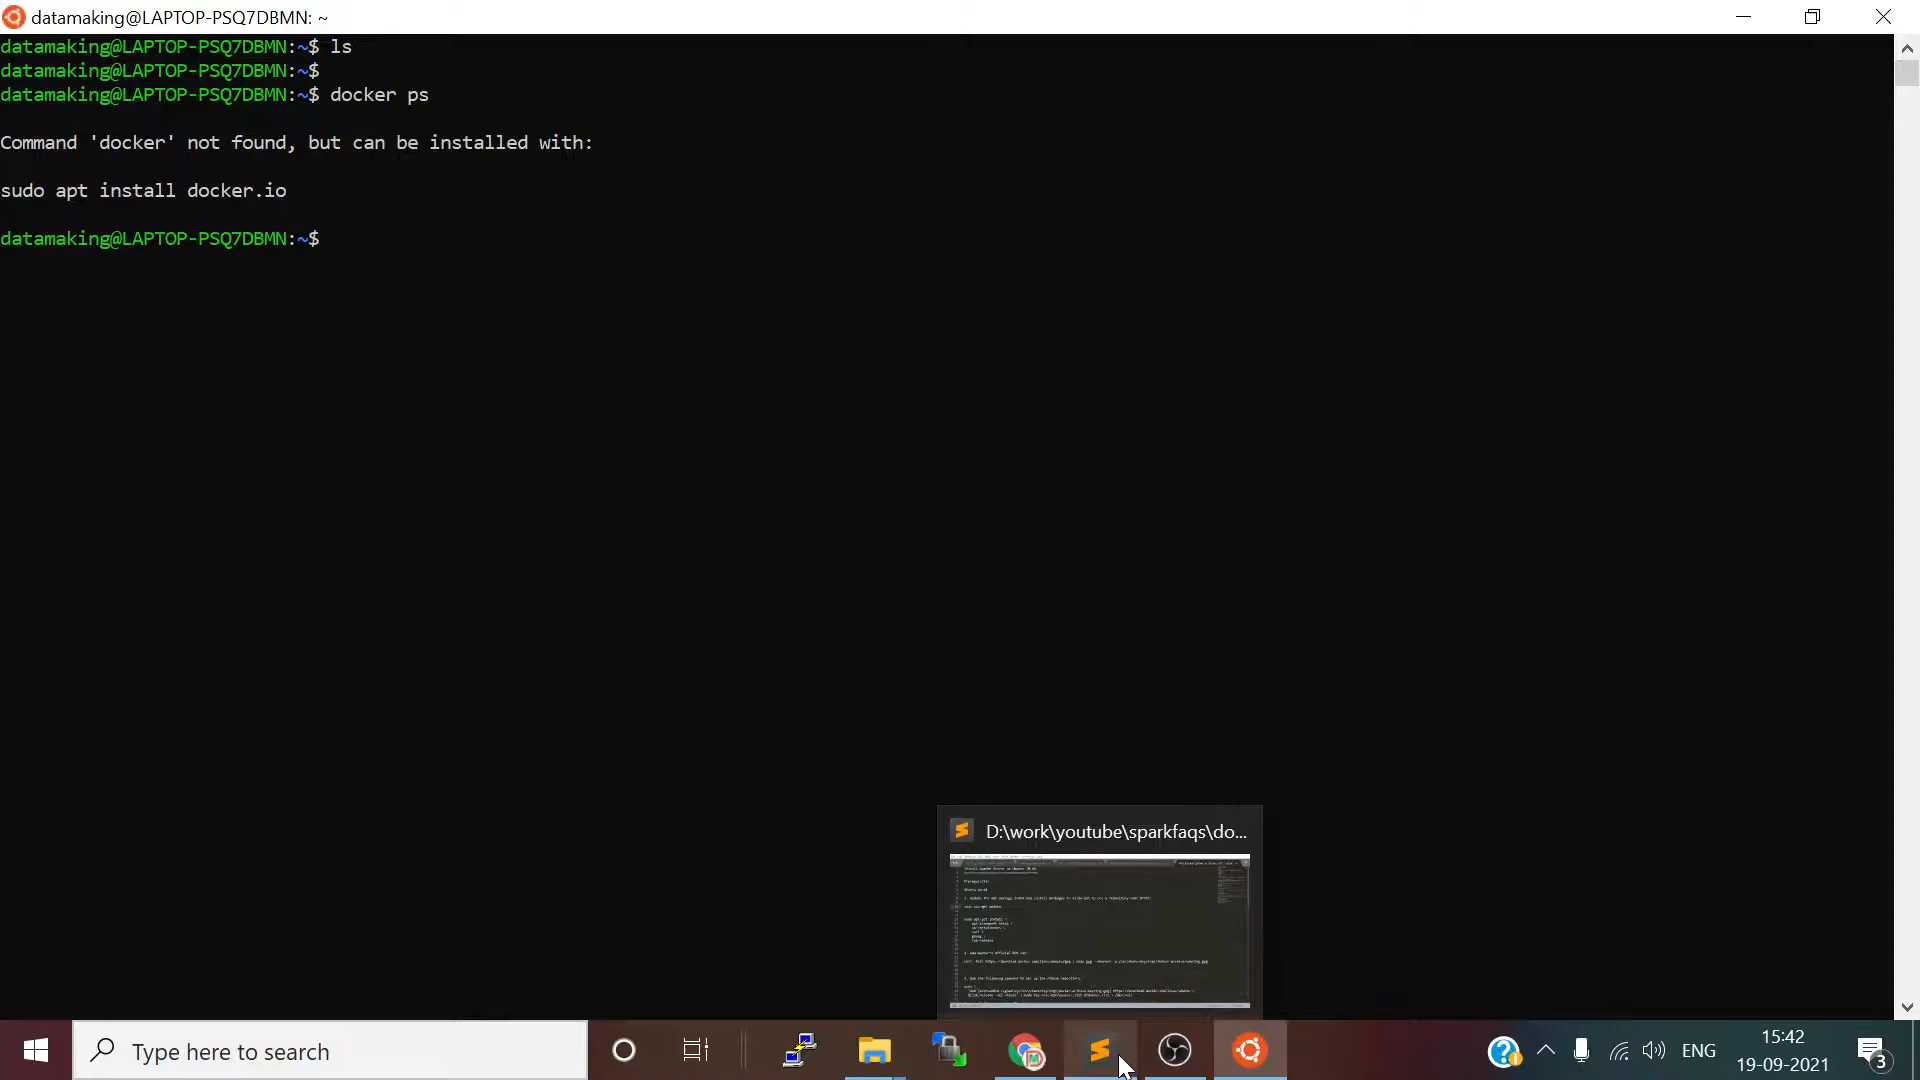 datamaking@LAPTOP-PSQ7DBMN: ~
datamaking@LAPTOP-PSQ7DBMN:~$ ls
datamaking@LAPTOP-PSQ7DBMN:~$
datamaking@LAPTOP-PSQ7DBMN:~$ docker ps
Command 'docker' not found, but can be installed with:
sudo apt install docker.io
datamaking@LAPTOP-PSQ7DBMN:~$
D:\work\youtube\sparkfaqs\do...
Type here to search
ENG
15:42
19-09-2021
3